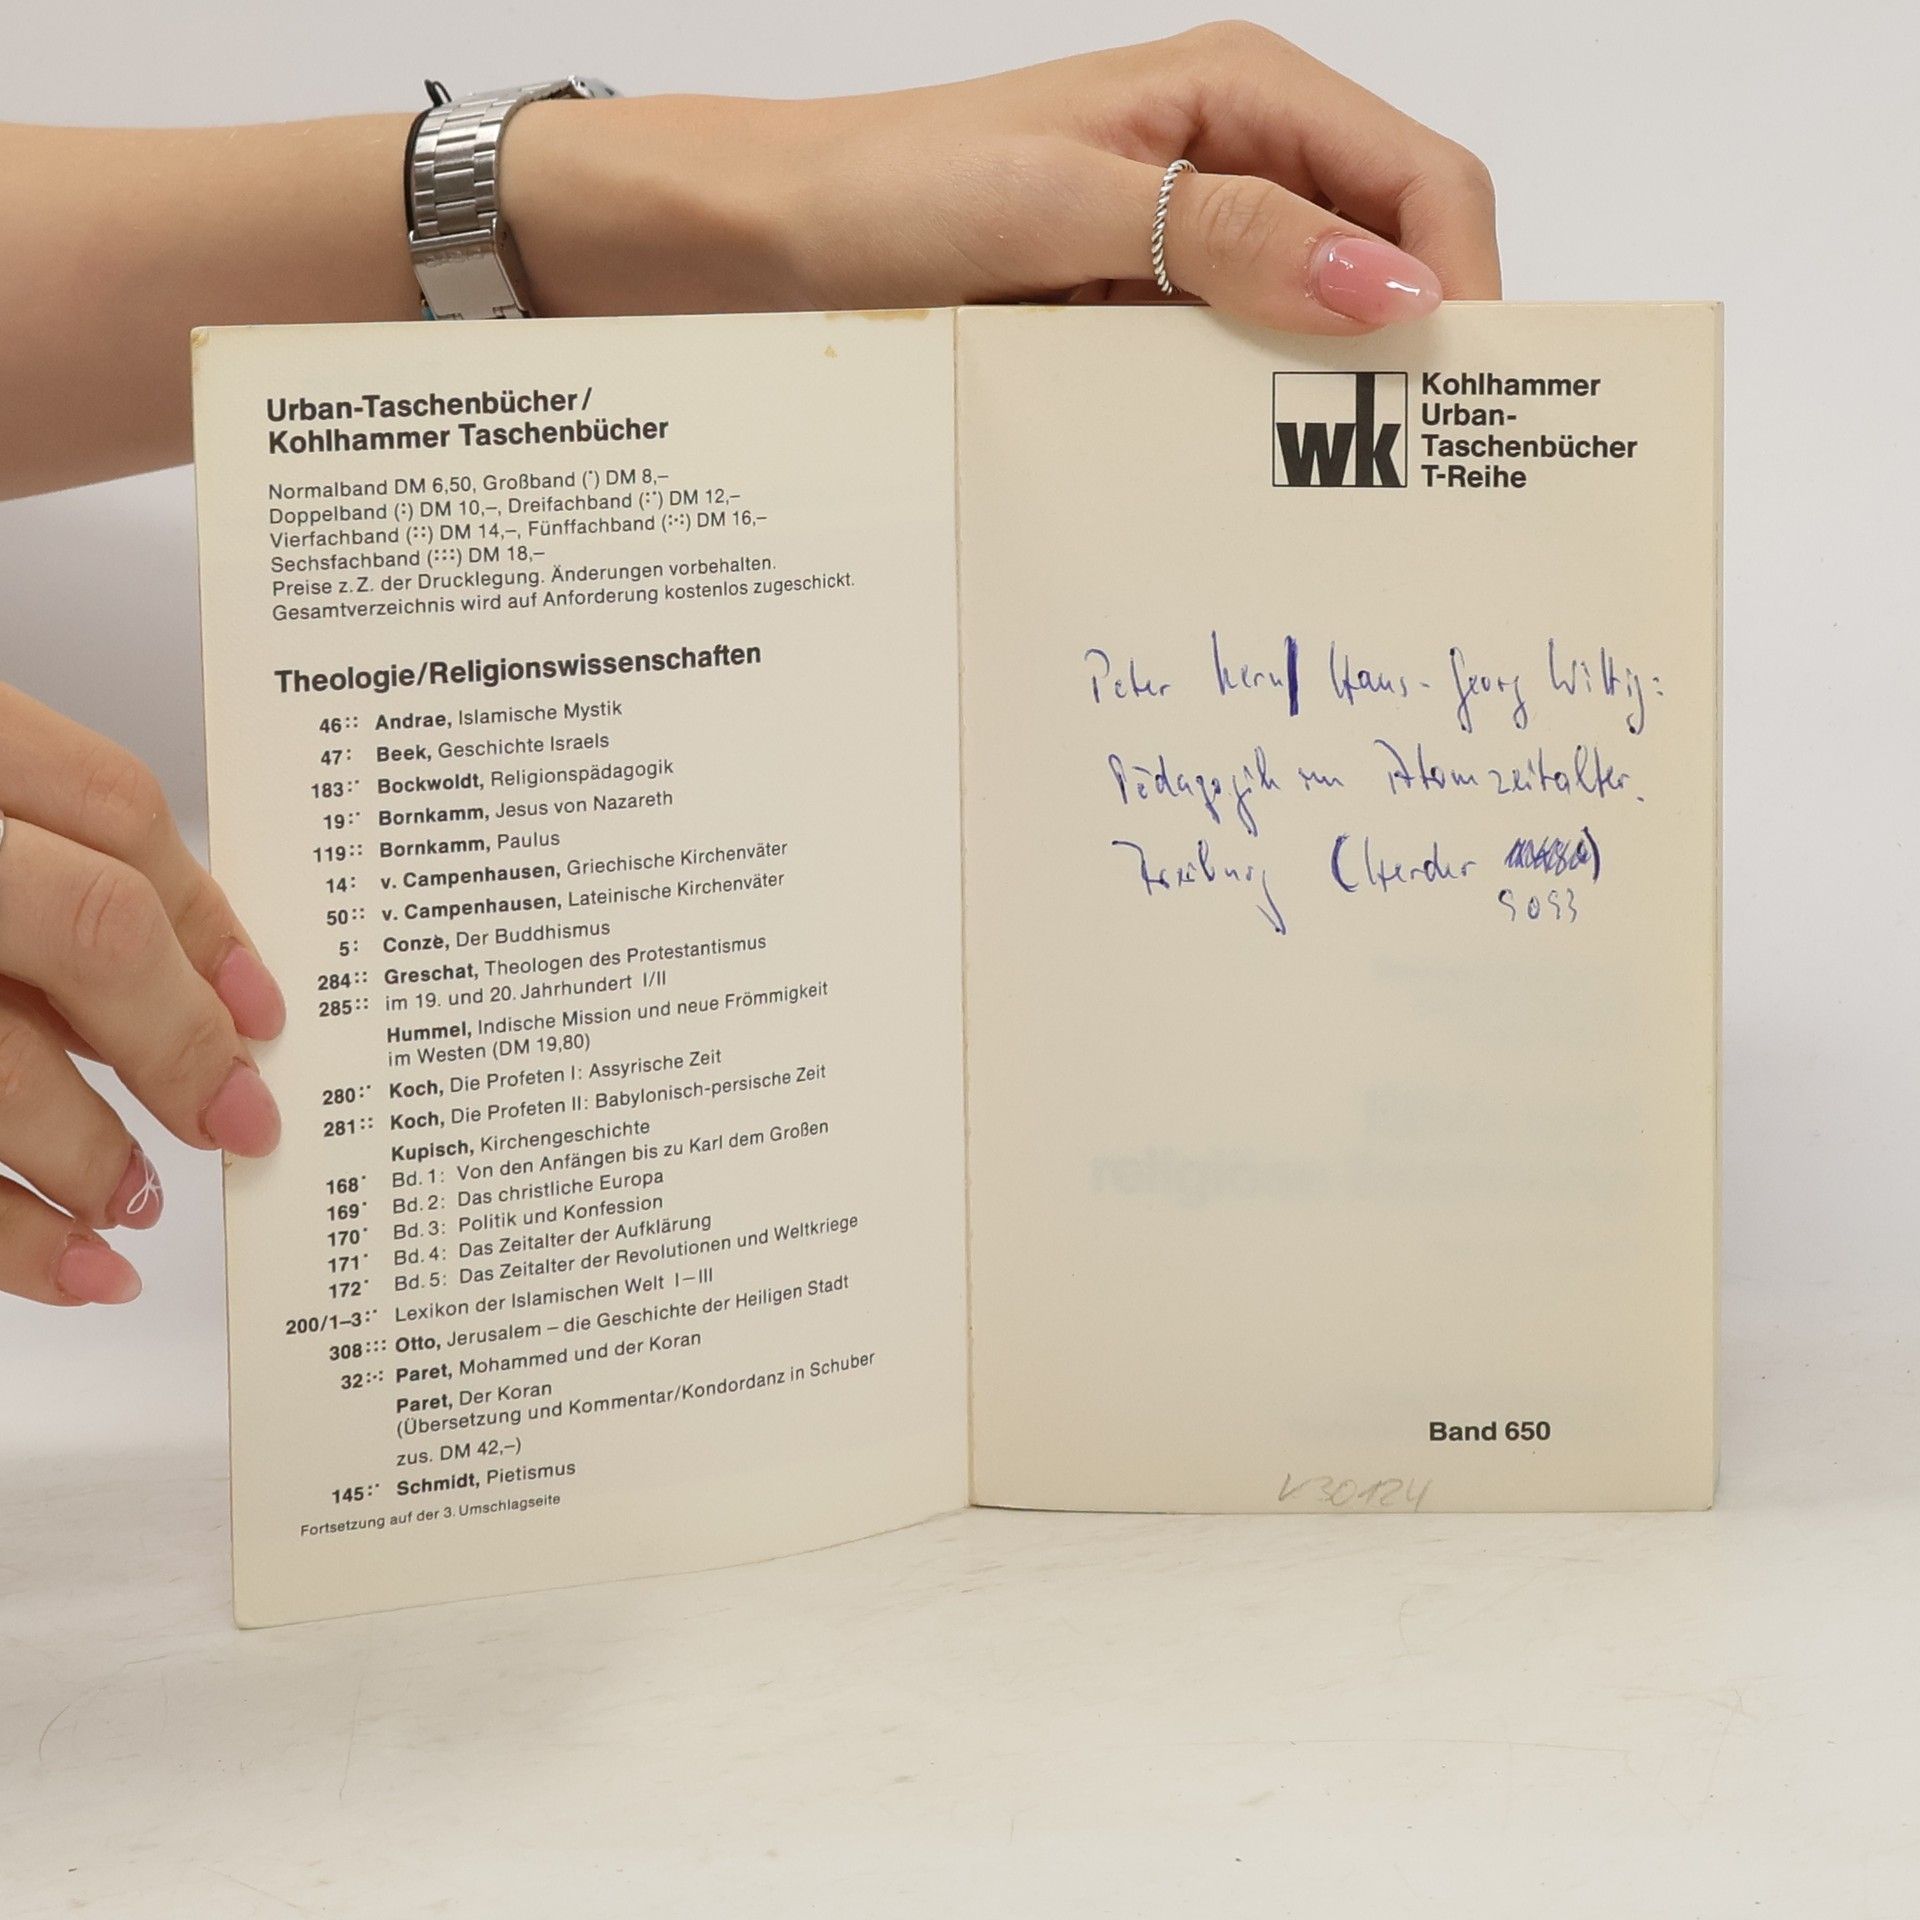 Urban-Taschenbücher/
Kohlhammer Taschenbücher
Normalband DM 6,50, Großband (·) DM 8,–
Doppelband (:) DM 10,–, Dreifachband (:·) DM 12,–
Vierfachband (::) DM 14,–, Fünffachband (:·:) DM 16,–
Sechsfachband (:::) DM 18,–
Preise z. Z. der Drucklegung. Änderungen vorbehalten.
Gesamtverzeichnis wird auf Anforderung kostenlos zugeschickt.
Theologie/Religionswissenschaften
46:: Andrae, Islamische Mystik
47: Beek, Geschichte Israels
183:· Bockwoldt, Religionspädagogik
19:· Bornkamm, Jesus von Nazareth
119:: Bornkamm, Paulus
14: v. Campenhausen, Griechische Kirchenväter
50:: v. Campenhausen, Lateinische Kirchenväter
5: Conzè, Der Buddhismus
284:: Greschat, Theologen des Protestantismus
285:: im 19. und 20. Jahrhundert I/II
Hummel, Indische Mission und neue Frömmigkeit
im Westen (DM 19,80)
280:· Koch, Die Profeten I: Assyrische Zeit
281:: Koch, Die Profeten II: Babylonisch-persische Zeit
Kupisch, Kirchengeschichte
168· Bd. 1: Von den Anfängen bis zu Karl dem Großen
169· Bd. 2: Das christliche Europa
170· Bd. 3: Politik und Konfession
171· Bd. 4: Das Zeitalter der Aufklärung
172· Bd. 5: Das Zeitalter der Revolutionen und Weltkriege
200/1–3:· Lexikon der Islamischen Welt I–III
308::: Otto, Jerusalem – die Geschichte der Heiligen Stadt
32:·: Paret, Mohammed und der Koran
Paret, Der Koran
(Übersetzung und Kommentar/Kondordanz in Schuber
zus. DM 42,–)
145:· Schmidt, Pietismus
Fortsetzung auf der 3. Umschlagseite
wk
Kohlhammer
Urban-
Taschenbücher
T-Reihe
Peter Kern/ Hans-Georg Wittig:
Pädagogik im Atomzeitalter.
Freiburg (Herder )
9093
Band 650
V30124